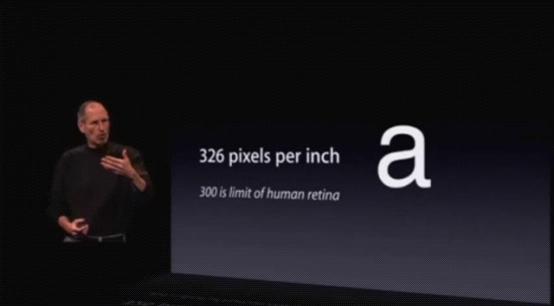 326 pixels per inch
300 is limit of human retina
a